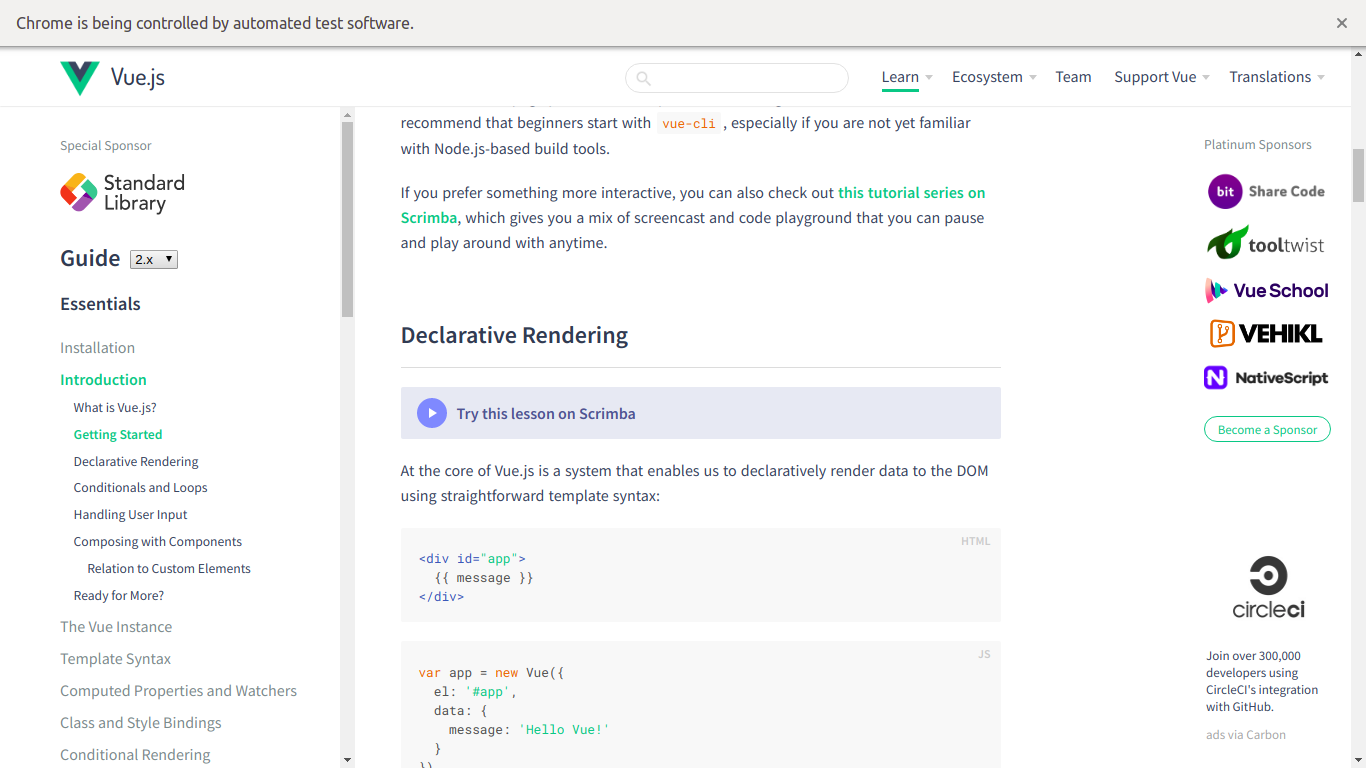 Chrome is being controlled by automated test software.
Vue.js
Learn
Ecosystem
Team
Support Vue
Translations
Special Sponsor
Standard
Library
Guide
2.x
Essentials
Installation
Introduction
What is Vue.js?
Getting Started
Declarative Rendering
Conditionals and Loops
Handling User Input
Composing with Components
Relation to Custom Elements
Ready for More?
The Vue Instance
Template Syntax
Computed Properties and Watchers
Class and Style Bindings
Conditional Rendering
recommend that beginners start with vue-cli, especially if you are not yet familiar
with Node.js-based build tools.
If you prefer something more interactive, you can also check out this tutorial series on
Scrimba, which gives you a mix of screencast and code playground that you can pause
and play around with anytime.
Declarative Rendering
Try this lesson on Scrimba
At the core of Vue.js is a system that enables us to declaratively render data to the DOM
using straightforward template syntax:
HTML
<div id="app">
  {{ message }}
</div>
JS
var app = new Vue({
  el: '#app',
  data: {
    message: 'Hello Vue!'
  }
})
Platinum Sponsors
bit Share Code
tooltwist
Vue School
VEHIKL
N NativeScript
Become a Sponsor
circleci
Join over 300,000
developers using
CircleCI's integration
with GitHub.
ads via Carbon